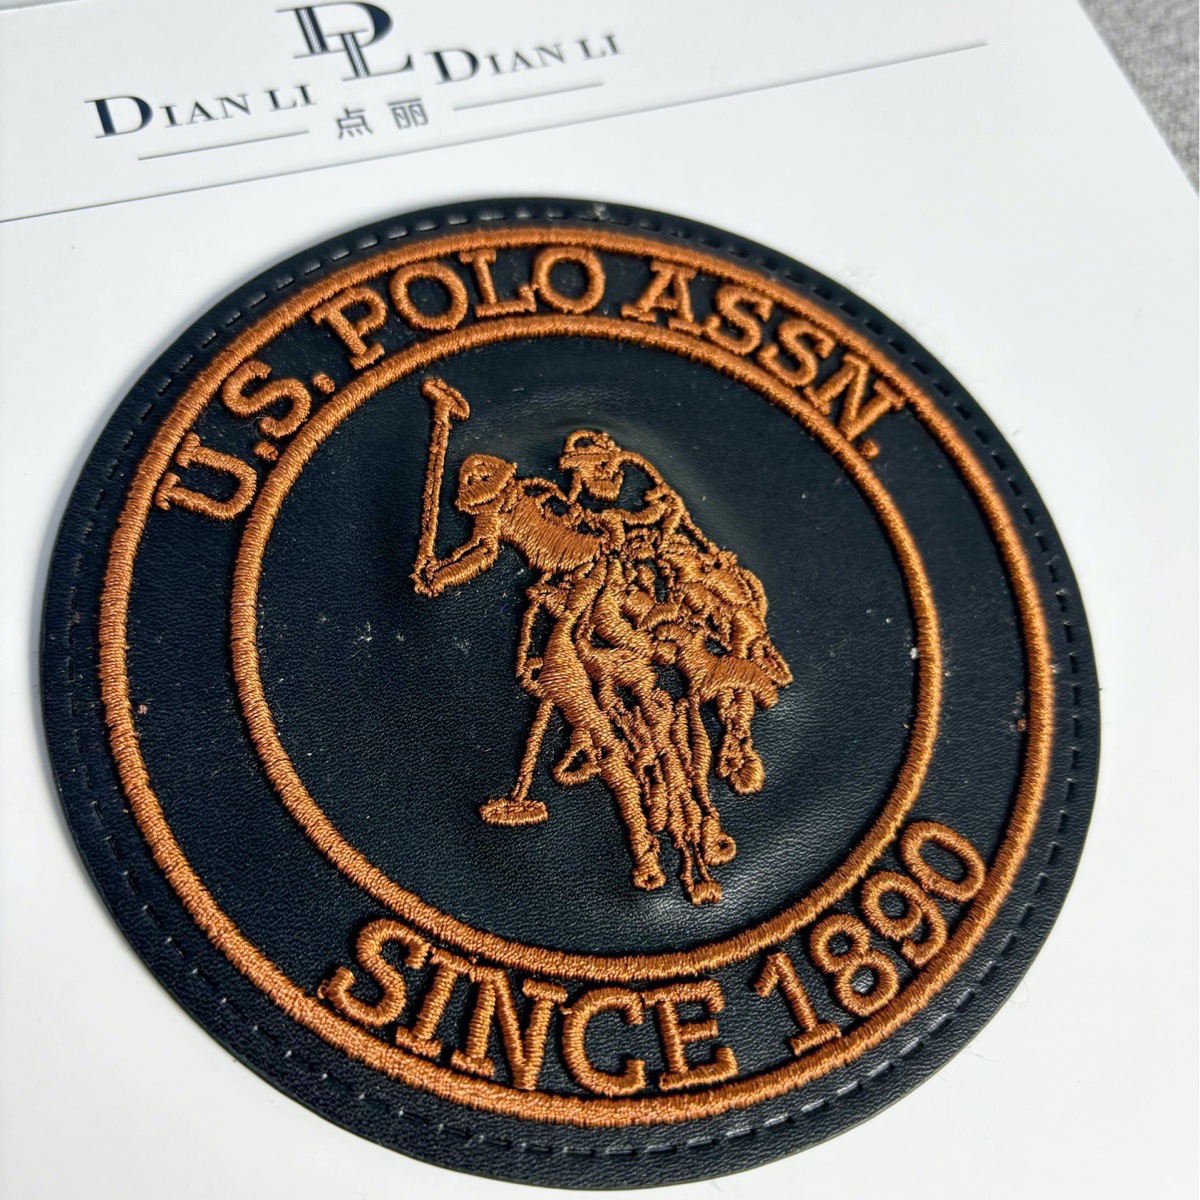 DL
DIAN LI DIAN LI
点丽
U.S. POLO ASSN.
SINCE 1890